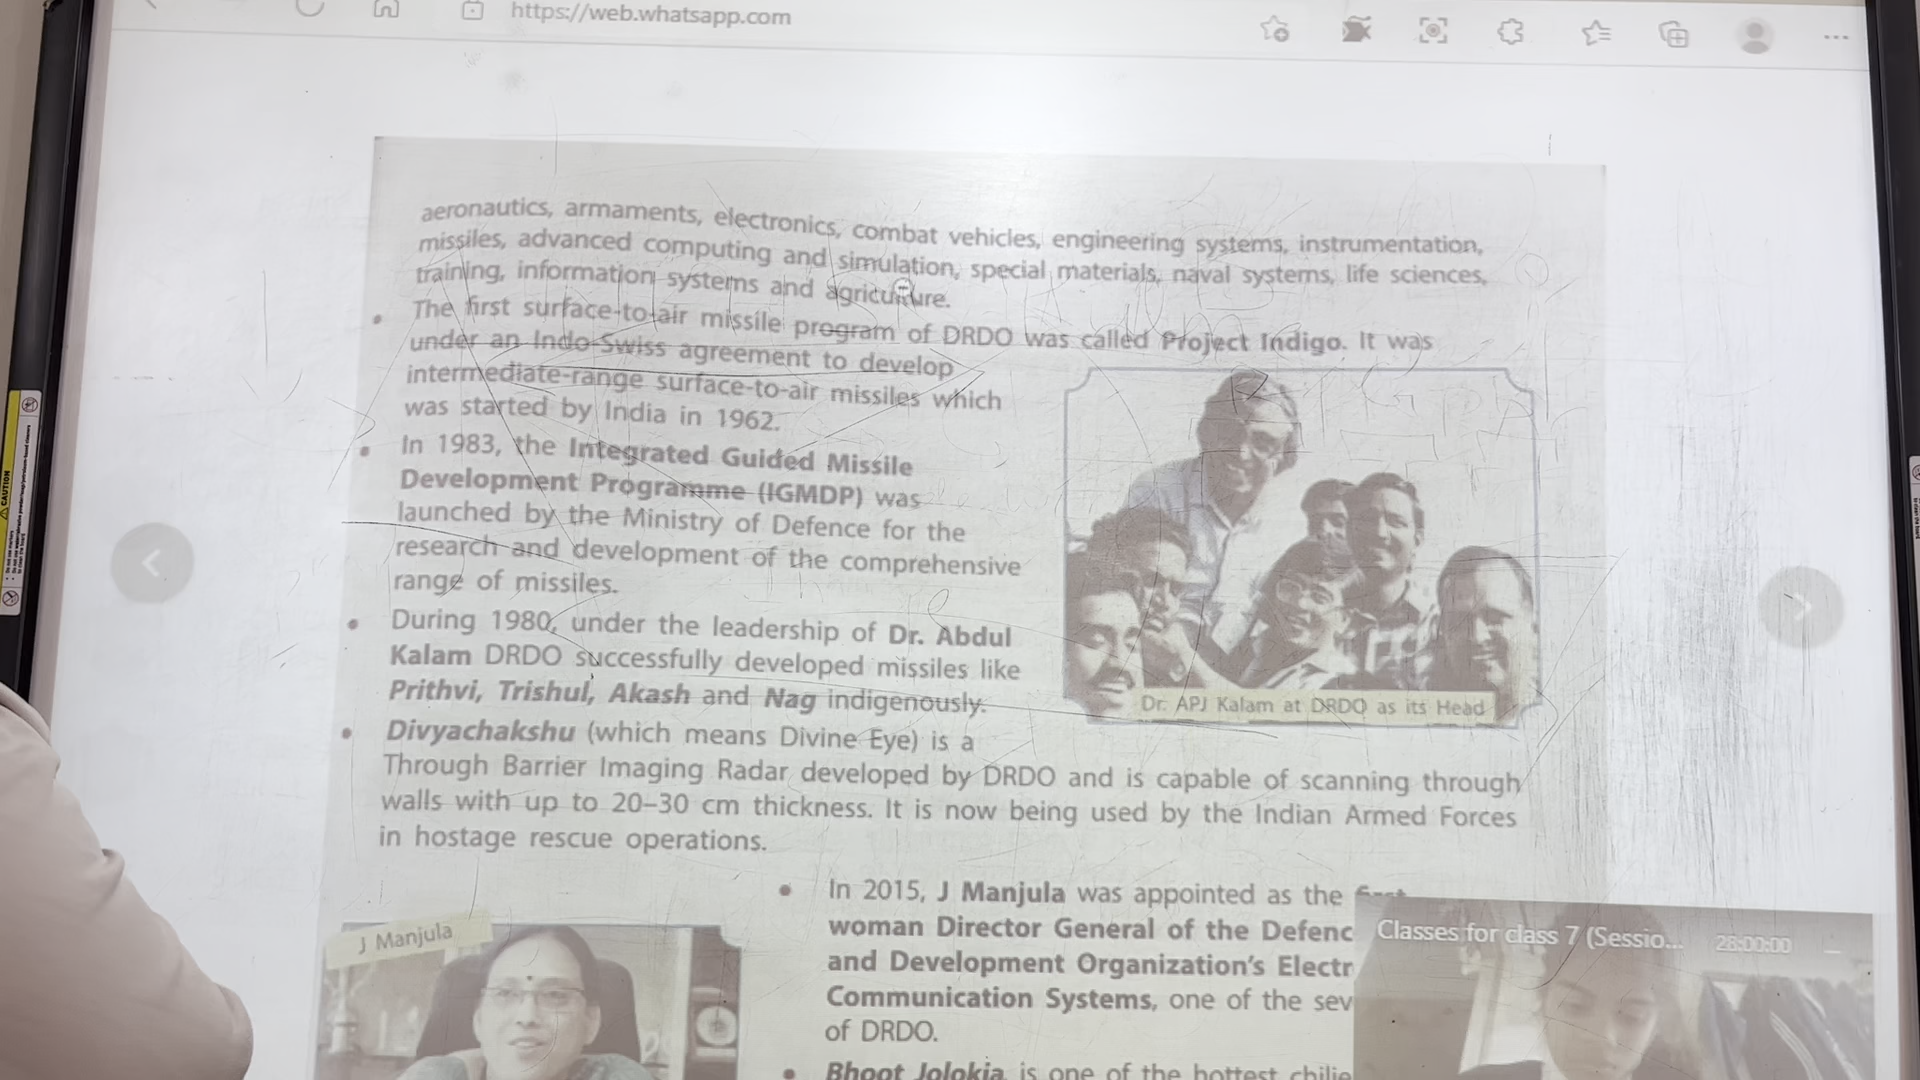 https://web.whatsapp.com
aeronautics, armaments, electronics, combat vehicles, engineering systems, instrumentation,
missiles, advanced computing and simulation, special materials, naval systems, life sciences,
training, information systems and agriculture.
• The first surface-to-air missile program of DRDO was called Project Indigo. It was
under an Indo-Swiss agreement to develop
intermediate-range surface-to-air missiles which
was started by India in 1962.
• In 1983, the Integrated Guided Missile
Development Programme (IGMDP) was
launched by the Ministry of Defence for the
research and development of the comprehensive
range of missiles.
• During 1980, under the leadership of Dr. Abdul
Kalam DRDO successfully developed missiles like
Prithvi, Trishul, Akash and Nag indigenously.
Dr. APJ Kalam at DRDO as its Head
• Divyachakshu (which means Divine Eye) is a
Through Barrier Imaging Radar developed by DRDO and is capable of scanning through
walls with up to 20–30 cm thickness. It is now being used by the Indian Armed Forces
in hostage rescue operations.
J Manjula
• In 2015, J Manjula was appointed as the
woman Director General of the Defenc
and Development Organization's Electr
Communication Systems, one of the sev
of DRDO.
• Bhoot Jolokia is one of the hottest chilie
Classes for class 7 (Sessio... 28:00:00
CAUTION